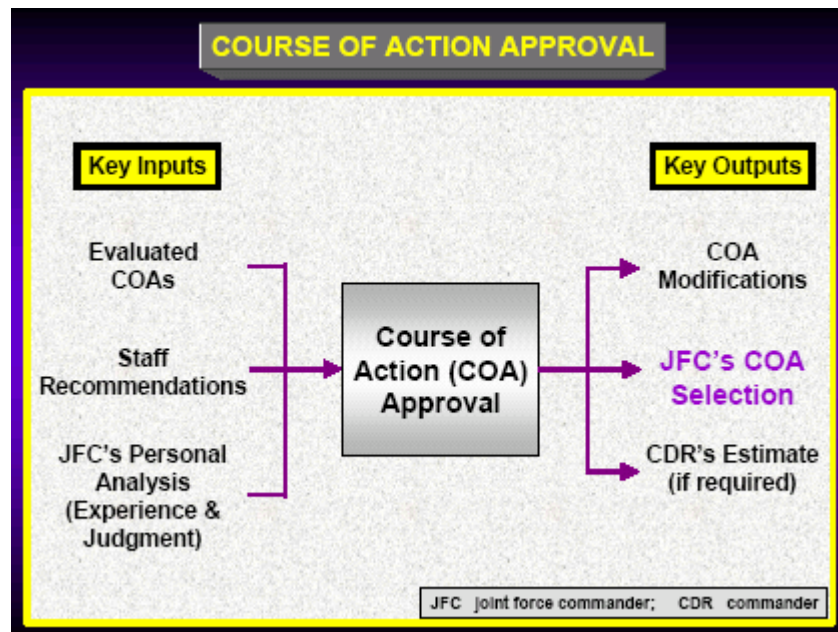 COURSE OF ACTION APPROVAL
Key Inputs
Evaluated
COAs
Staff
Recommendations
JFC's Personal
Analysis
(Experience &
Judgment)
Course of
Action (COA)
Approval
Key Outputs
COA
Modifications
JFC's COA
Selection
CDR's Estimate
(if required)
JFC joint force commander; CDR commander